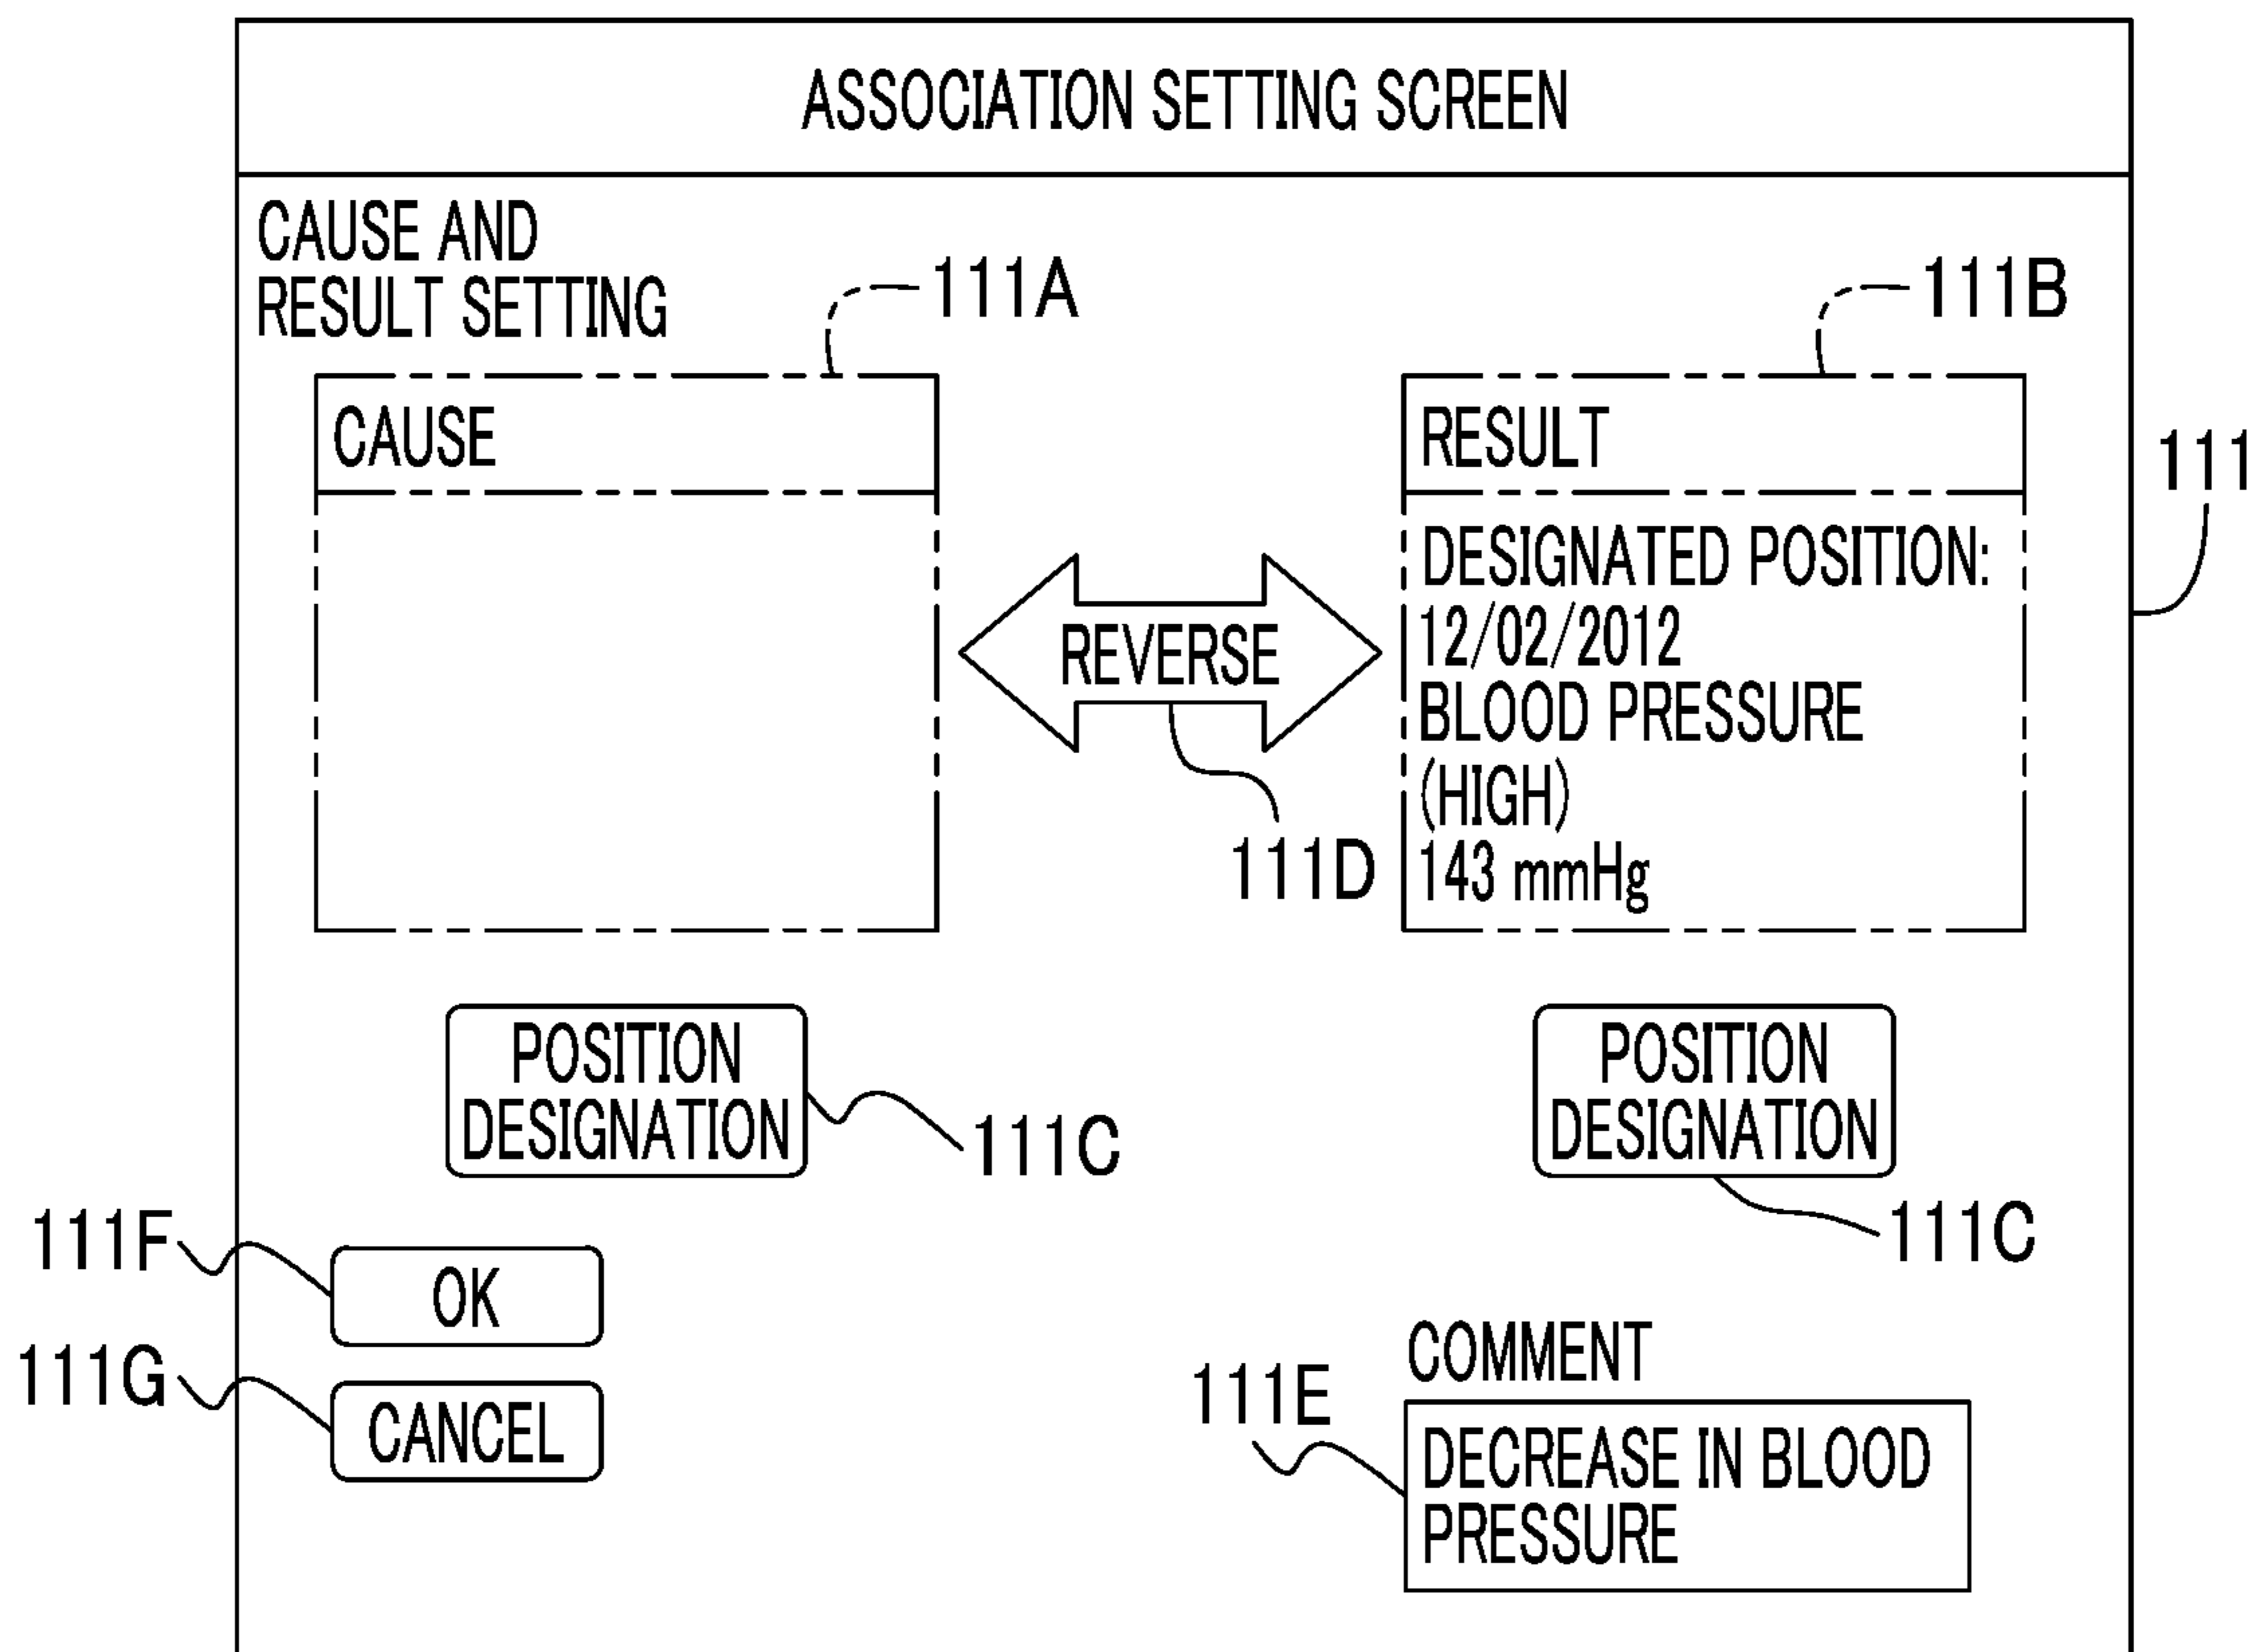 ASSOCIATION SETTING SCREEN
CAUSE AND
RESULT SETTING
111A
111B
CAUSE
RESULT
111
DESIGNATED POSITION:
12/02/2012
BLOOD PRESSURE
(HIGH)
143 mmHg
REVERSE
111D
POSITION
DESIGNATION
111C
POSITION
DESIGNATION
111C
111F
OK
111G
CANCEL
COMMENT
111E
DECREASE IN BLOOD
PRESSURE